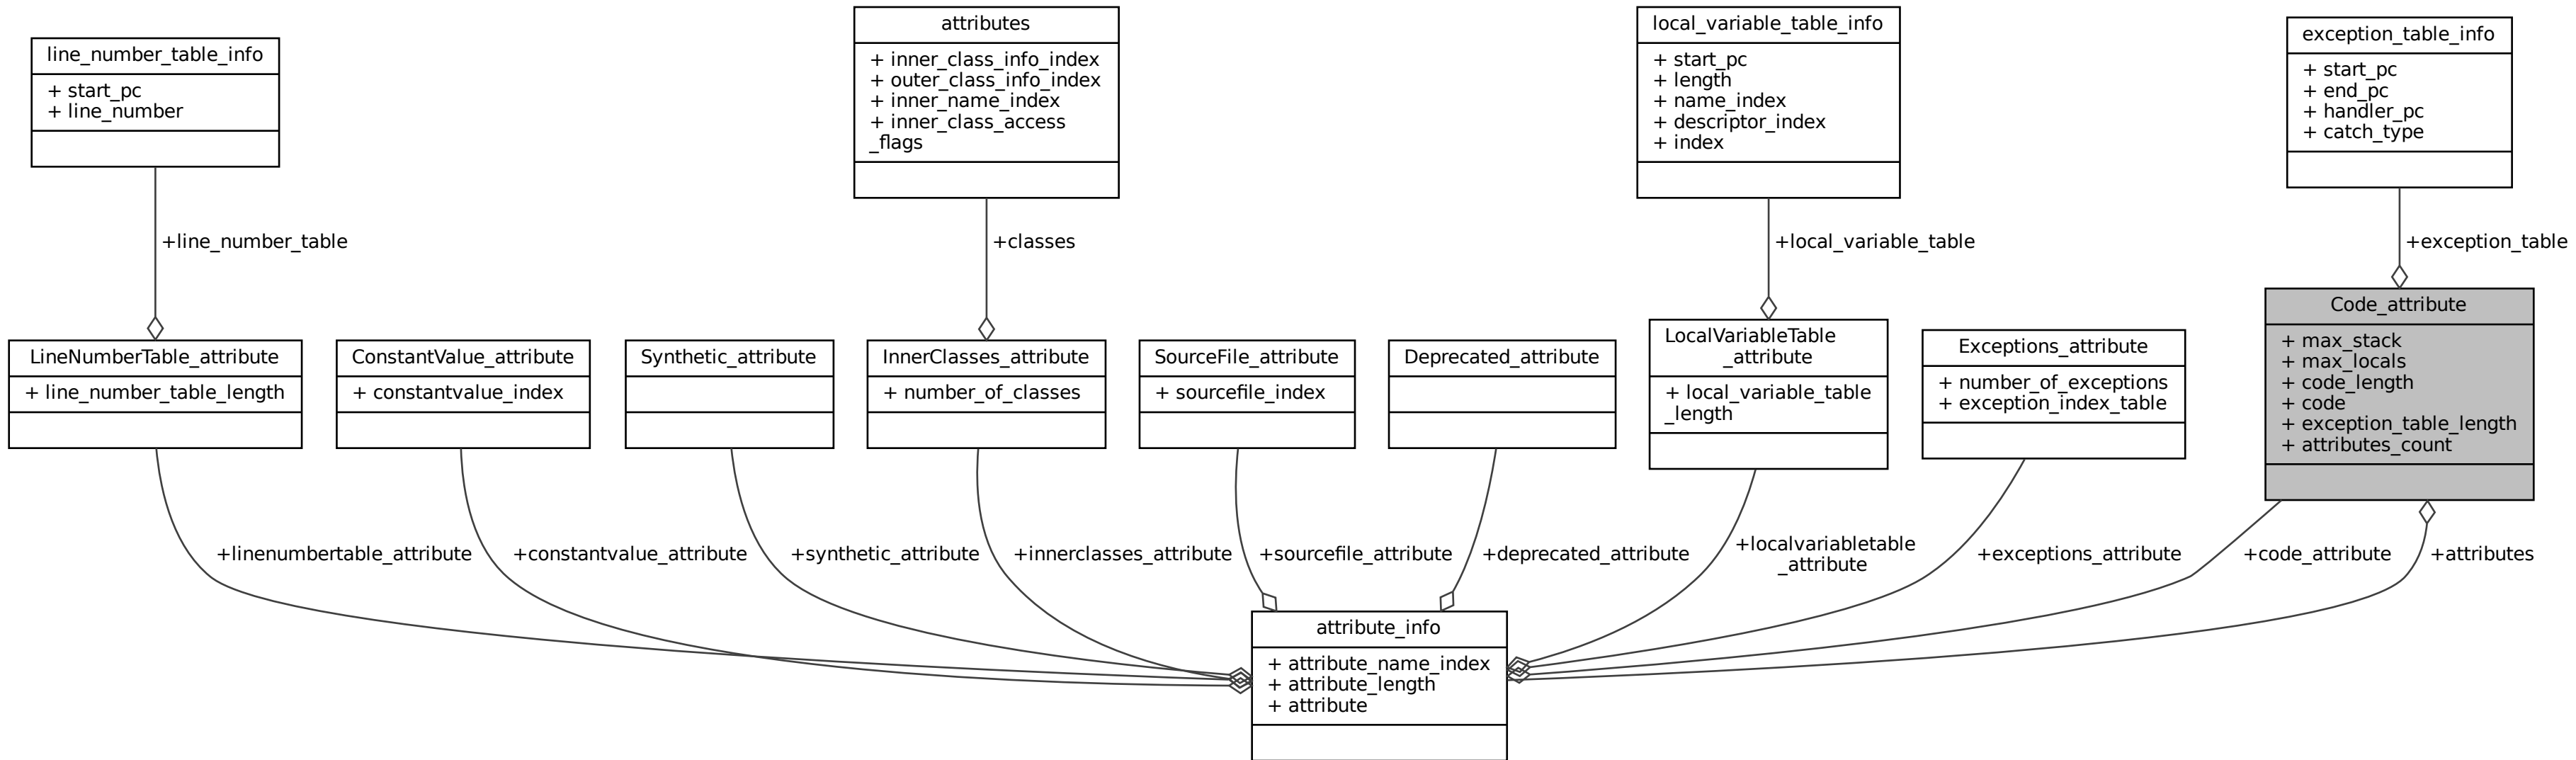 line_number_table_info
+ start_pc
+ line_number
attributes
+ inner_class_info_index
+ outer_class_info_index
+ inner_name_index
+ inner_class_access
_flags
local_variable_table_info
+ start_pc
+ length
+ name_index
+ descriptor_index
+ index
exception_table_info
+ start_pc
+ end_pc
+ handler_pc
+ catch_type
+line_number_table
+classes
+local_variable_table
+exception_table
LineNumberTable_attribute
+ line_number_table_length
ConstantValue_attribute
+ constantvalue_index
Synthetic_attribute
InnerClasses_attribute
+ number_of_classes
SourceFile_attribute
+ sourcefile_index
Deprecated_attribute
LocalVariableTable
_attribute
+ local_variable_table
_length
Exceptions_attribute
+ number_of_exceptions
+ exception_index_table
Code_attribute
+ max_stack
+ max_locals
+ code_length
+ code
+ exception_table_length
+ attributes_count
+linenumbertable_attribute
+constantvalue_attribute
+synthetic_attribute
+innerclasses_attribute
+sourcefile_attribute
+deprecated_attribute
+localvariabletable
_attribute
+exceptions_attribute
+code_attribute
+attributes
attribute_info
+ attribute_name_index
+ attribute_length
+ attribute